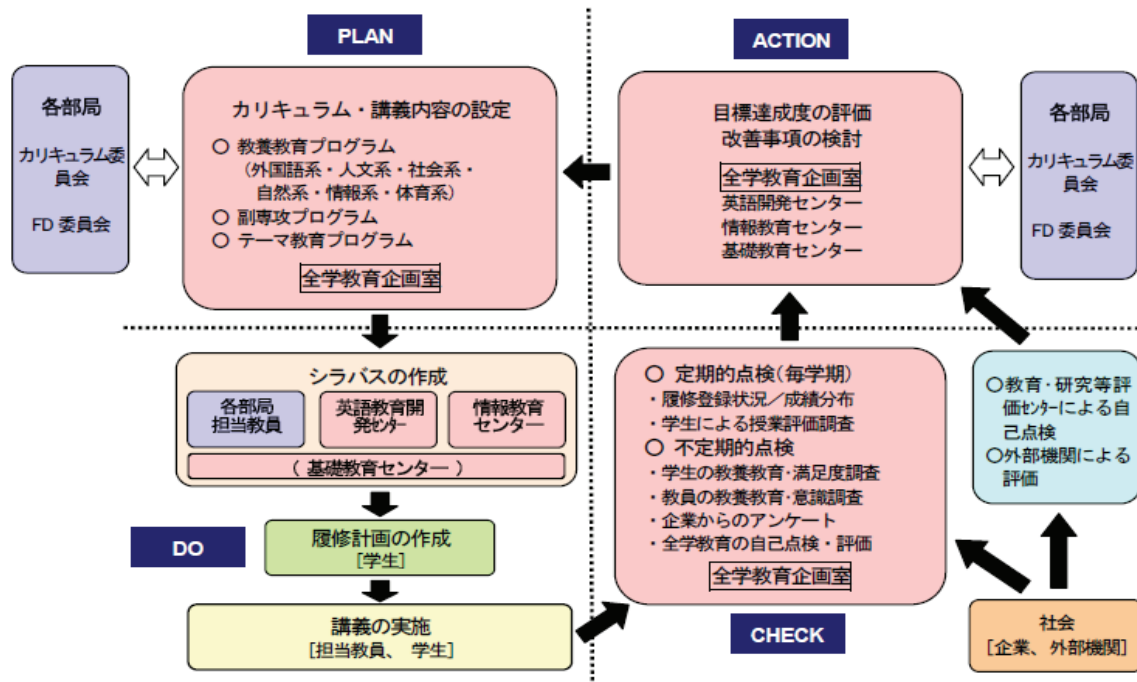 PLAN
各部局
カリキュラム委
員会
FD 委員会
カリキュラム・講義内容の設定
○ 教養教育プログラム
(外国語系・人文系・社会系・
自然系・情報系・体育系)
○ 副専攻プログラム
○ テーマ教育プログラム
全学教育企画室
ACTION
目標達成度の評価
改善事項の検討
全学教育企画室
英語開発センター
情報教育センター
基礎教育センター
各部局
カリキュラム委
員会
FD 委員会
シラバスの作成
各部局
担当教員
英語教育開
発センター
情報教育
センター
( 基礎教育センター )
DO
履修計画の作成
[学生]
講義の実施
[担当教員、 学生]
○ 定期的点検(毎学期)
・履修登録状況／成績分布
・学生による授業評価調査
○ 不定期的点検
・学生の教養教育・満足度調査
・教員の教養教育・意識調査
・企業からのアンケート
・全学教育の自己点検・評価
全学教育企画室
CHECK
○教育・研究等評
価センターによる自
己点検
○外部機関による
評価
社会
[企業、外部機関]